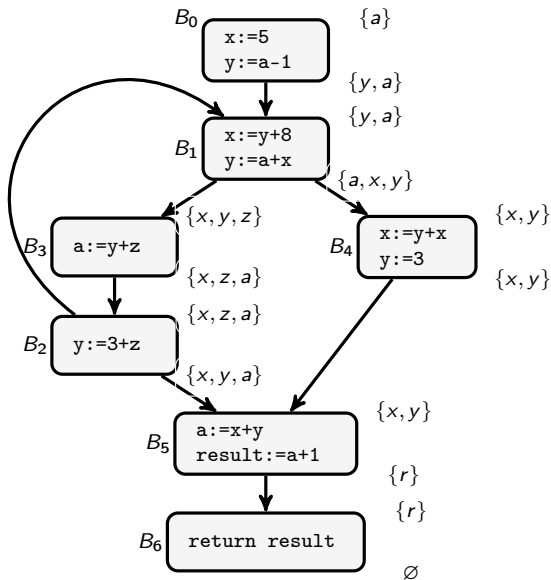 B0 {a}
x:=5
y:=a-1
{y, a}
{y, a}
B1 x:=y+8
y:=a+x
{a, x, y}
{x, y, z} {x, y}
B3 a:=y+z B4 x:=y+x
y:=3
{x, z, a} {x, y}
{x, z, a}
B2 y:=3+z
{x, y, a}
{x, y}
B5 a:=x+y
result:=a+1
{r}
{r}
B6 return result
∅